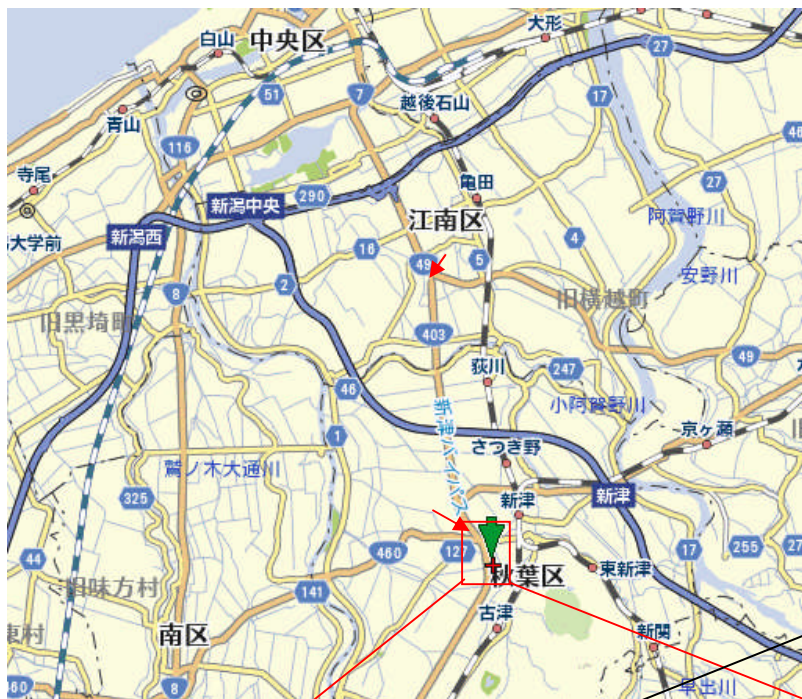 大形
中央区
白山
27
51
7
越後石山
17
青山
116
46
寺尾
亀田
27
290
新潟中央
江南区
阿賀野川
新潟西
大学前
16
49
5
4
安野川
8
2
旧横越町
旧黒埼町
403
49
荻川
247
46
小阿賀野川
新津バイパス
京ヶ瀬
1
さつき野
鷲ノ木大通川
325
新津
新津
460
127
17
255
27
44
旧味方村
141
秋葉区
東新津
東村
南区
古津
新関
460
8
早出川